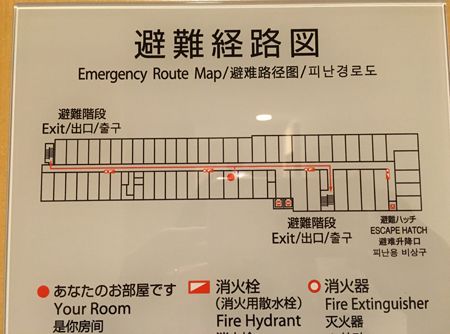 避難経路図
Emergency Route Map/避难路径图/피난경로도
避難階段
Exit/出口/출구
避難階段
Exit/出口/출구
避難ハッチ
ESCAPE HATCH
避难升降口
피난용 비상구
あなたのお部屋です
Your Room
是你房间
消火栓
(消火用散水栓)
Fire Hydrant
消火器
Fire Extinguisher
灭火器